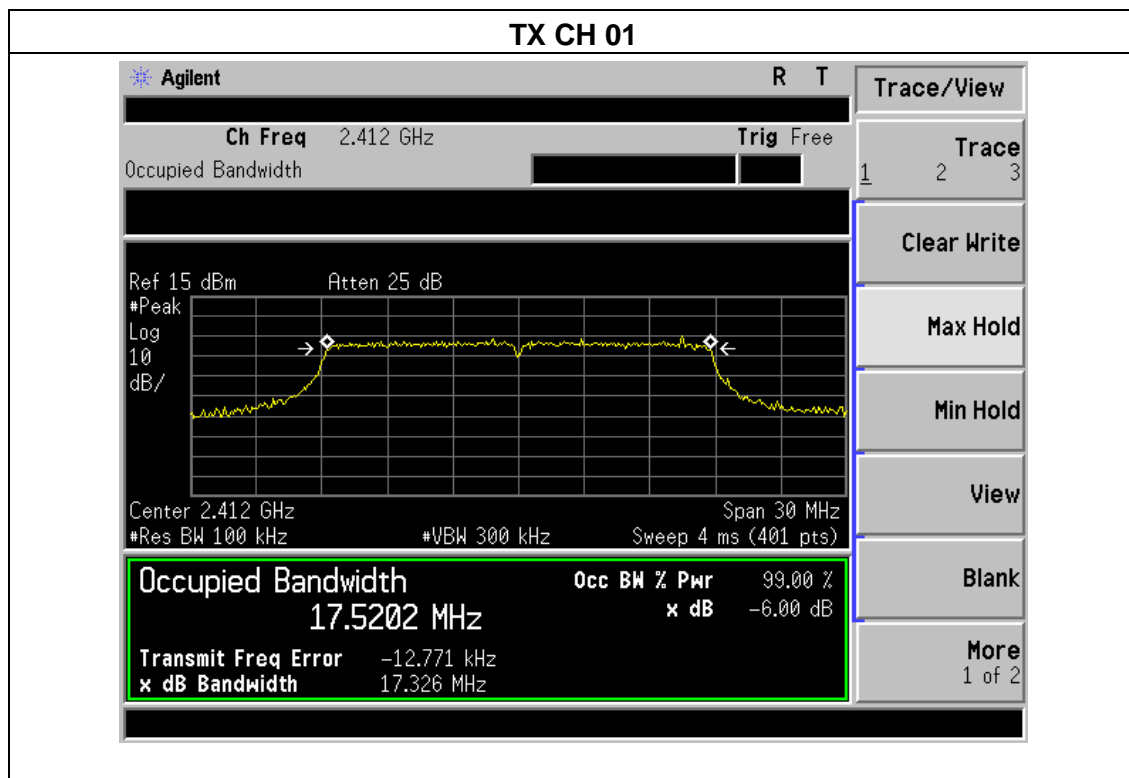 TX CH 01
Agilent R T
Trace/View
Ch Freq 2.412 GHz Trig Free
Occupied Bandwidth
Trace
1 2 3
Clear Write
Ref 15 dBm Atten 25 dB
#Peak
Log
10
dB/
Max Hold
Min Hold
View
Center 2.412 GHz Span 30 MHz
#Res BW 100 kHz #VBW 300 kHz Sweep 4 ms (401 pts)
Occupied Bandwidth
17.5202 MHz
Occ BW % Pwr 99.00 %
x dB -6.00 dB
Transmit Freq Error -12.771 kHz
x dB Bandwidth 17.326 MHz
Blank
More
1 of 2